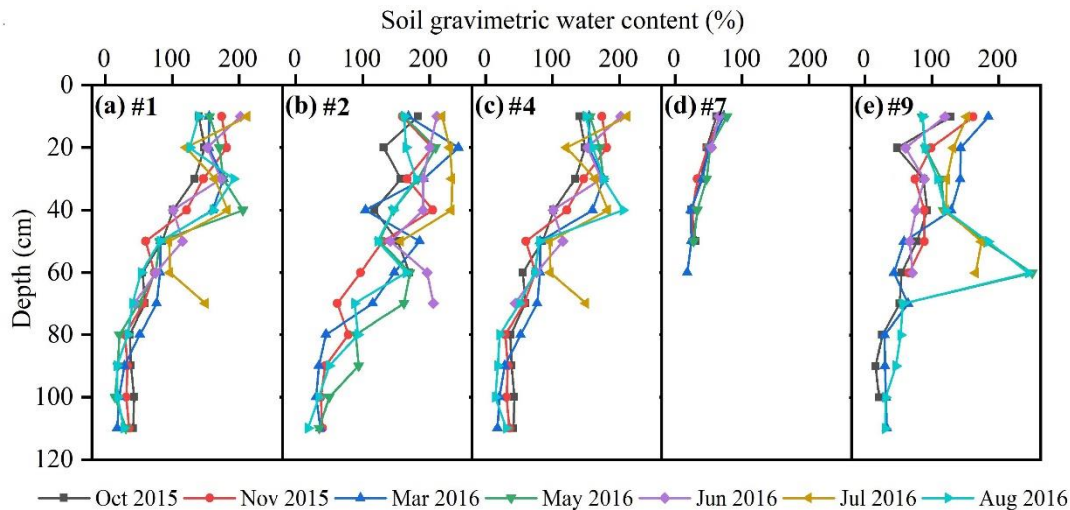 Soil gravimetric water content (%)
0 100 200 0 100 200 0 100 200 0 100 200 0 100 200
Depth (cm)
0
20
40
60
80
100
120
(a) #1 (b) #2 (c) #4 (d) #7 (e) #9
Oct 2015 Nov 2015 Mar 2016 May 2016 Jun 2016 Jul 2016 Aug 2016